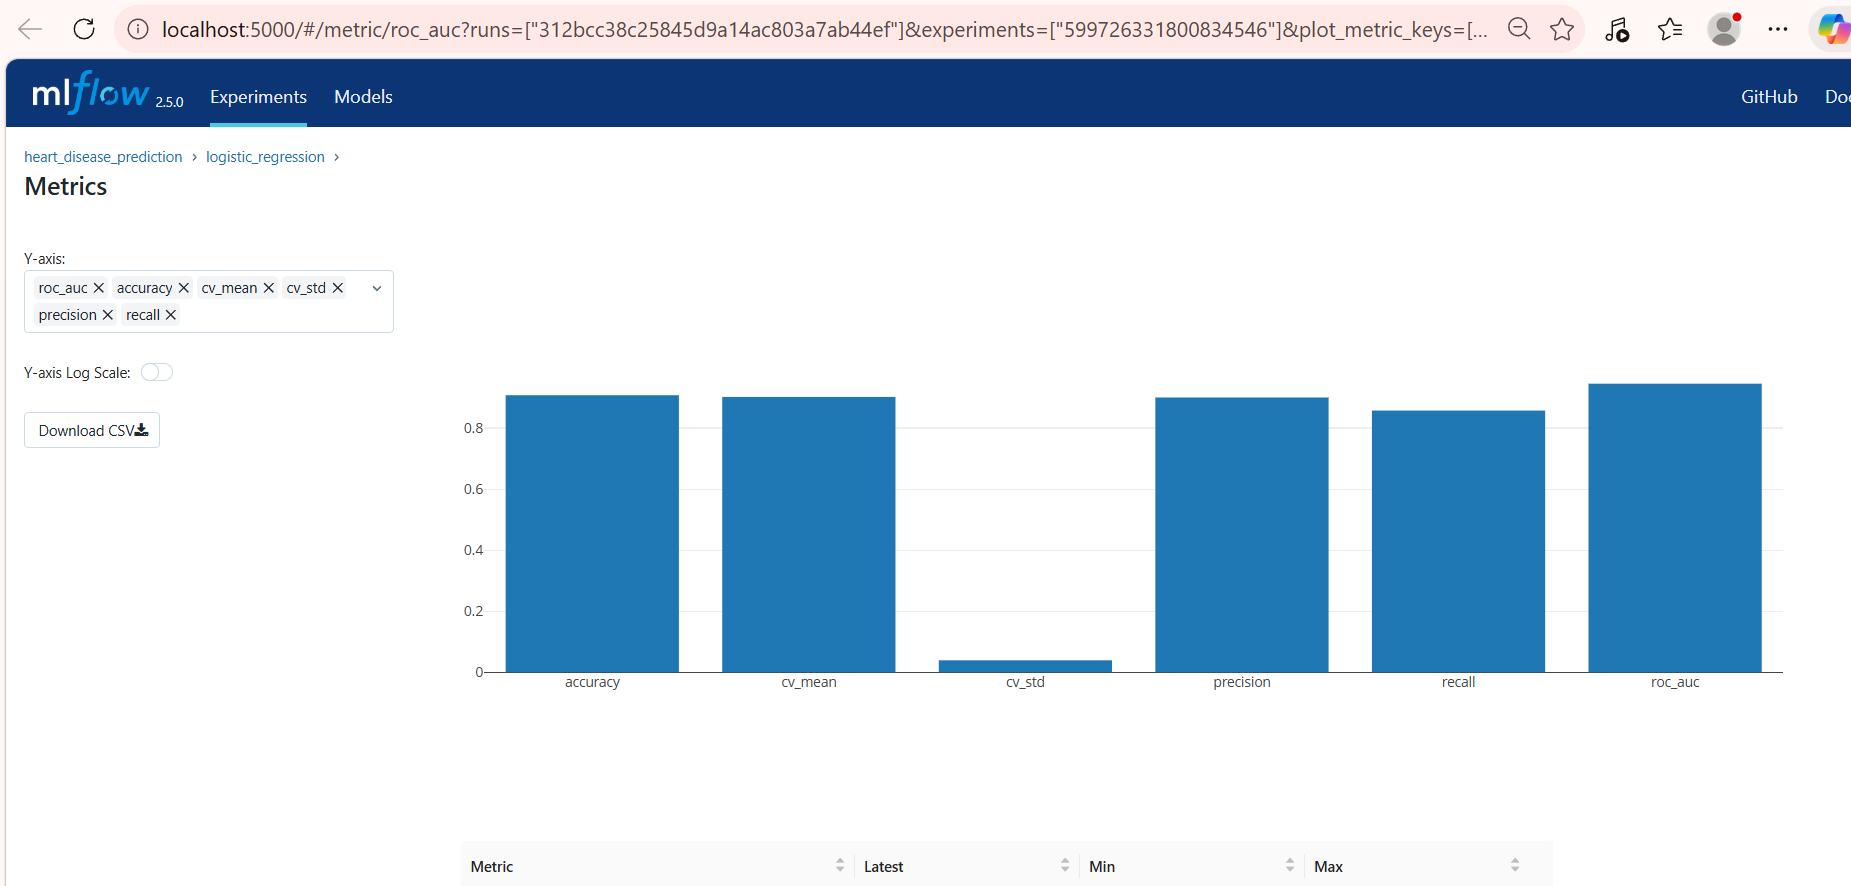 localhost:5000/#/metric/roc_auc?runs=["312bcc38c25845d9a14ac803a7ab44ef"]&experiments=["599726331800834546"]&plot_metric_keys=[...
mlflow 2.5.0 Experiments Models GitHub Doc
heart_disease_prediction › logistic_regression ›
Metrics
Y-axis:
roc_auc accuracy cv_mean cv_std
precision recall
Y-axis Log Scale:
Download CSV
0.8
0.6
0.4
0.2
0
accuracy cv_mean cv_std precision recall roc_auc
Metric Latest Min Max